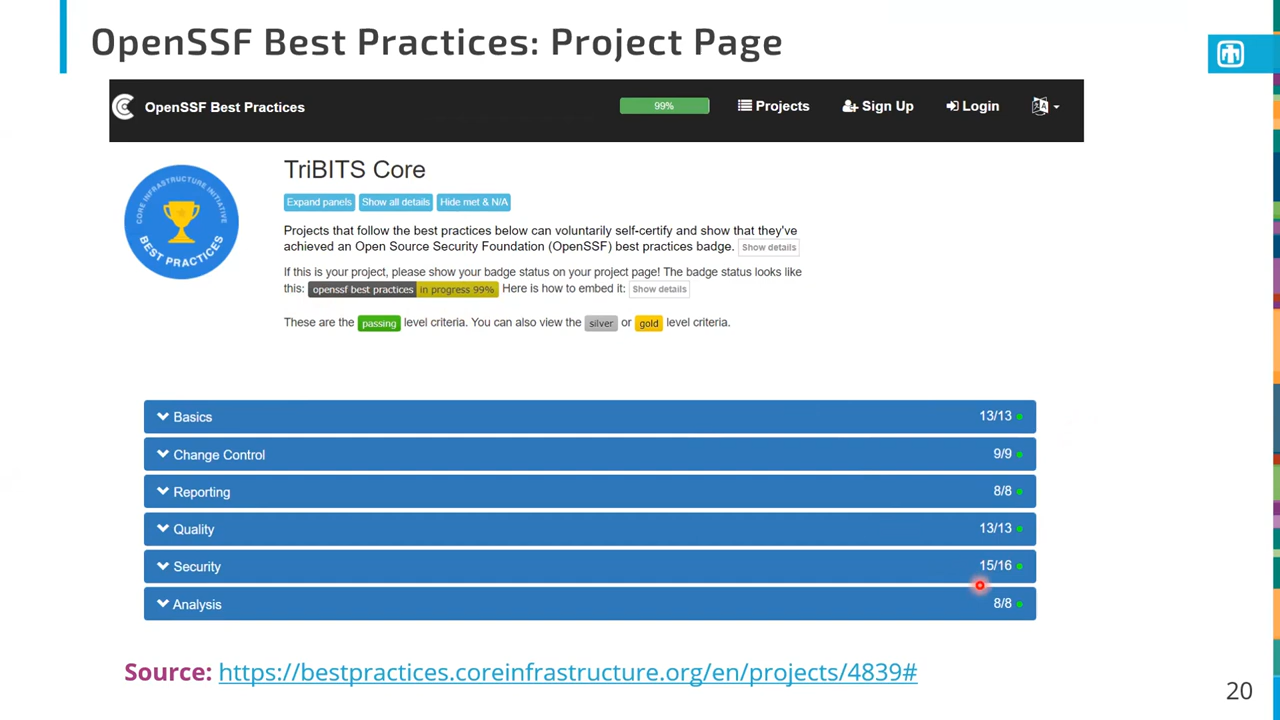 OpenSSF Best Practices: Project Page
OpenSSF Best Practices 99% Projects Sign Up Login
CORE INFRASTRUCTURE INITIATIVE
BEST PRACTICES
TriBITS Core
Expand panels Show all details Hide met & N/A
Projects that follow the best practices below can voluntarily self-certify and show that they've
achieved an Open Source Security Foundation (OpenSSF) best practices badge. Show details
If this is your project, please show your badge status on your project page! The badge status looks like
this: openssf best practices in progress 99% Here is how to embed it: Show details
These are the passing level criteria. You can also view the silver or gold level criteria.
Basics 13/13
Change Control 9/9
Reporting 8/8
Quality 13/13
Security 15/16
Analysis 8/8
Source: https://bestpractices.coreinfrastructure.org/en/projects/4839#
20